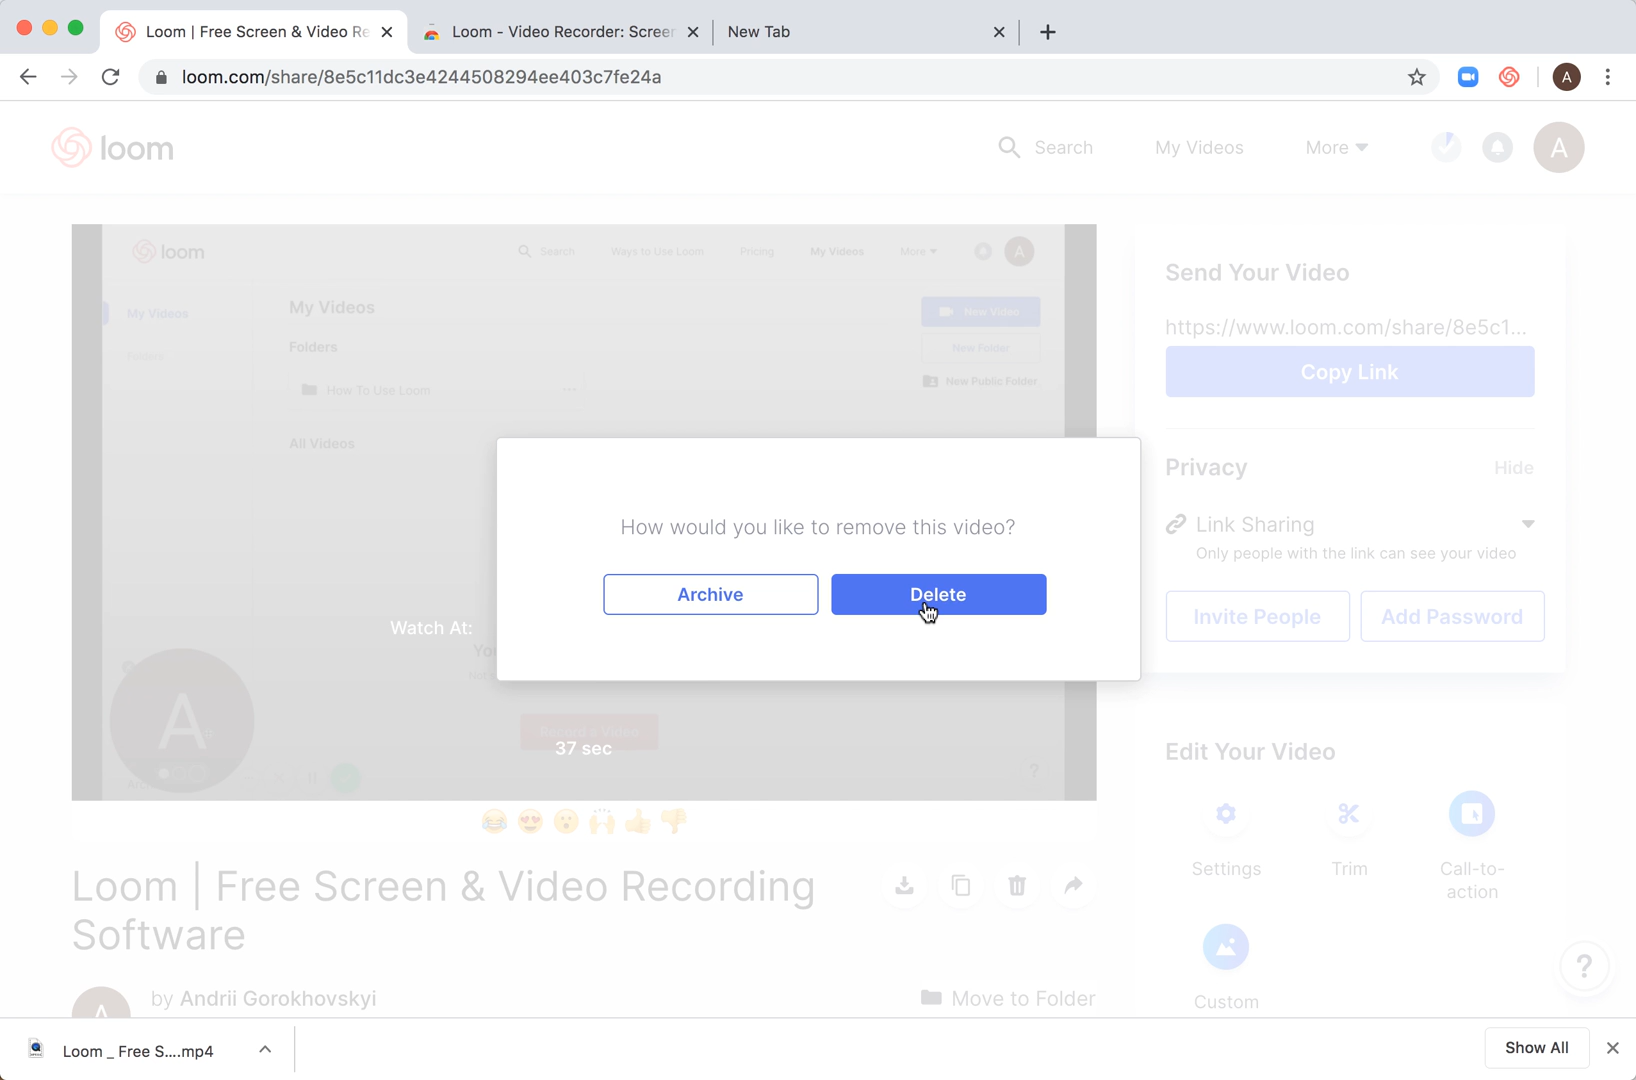 Loom | Free Screen & Video Re
Loom - Video Recorder: Screen
New Tab
loom.com/share/8e5c11dc3e4244508294ee403c7fe24a
A
loom
Search
My Videos
More
A
loom
Search
Ways to Use Loom
Pricing
My Videos
More
A
My Videos
My Videos
New Video
Folders
Folders
New Folder
How To Use Loom
New Public Folder
All Videos
Watch At:
You
A
Record a Video
37 sec
?
How would you like to remove this video?
Archive
Delete
Send Your Video
https://www.loom.com/share/8e5c1...
Copy Link
Privacy
Hide
Link Sharing
Only people with the link can see your video
Invite People
Add Password
Edit Your Video
Settings
Trim
Call-to-
action
Custom
?
Loom | Free Screen & Video Recording
Software
A
by Andrii Gorokhovskyi
Move to Folder
Loom _ Free S....mp4
Show All